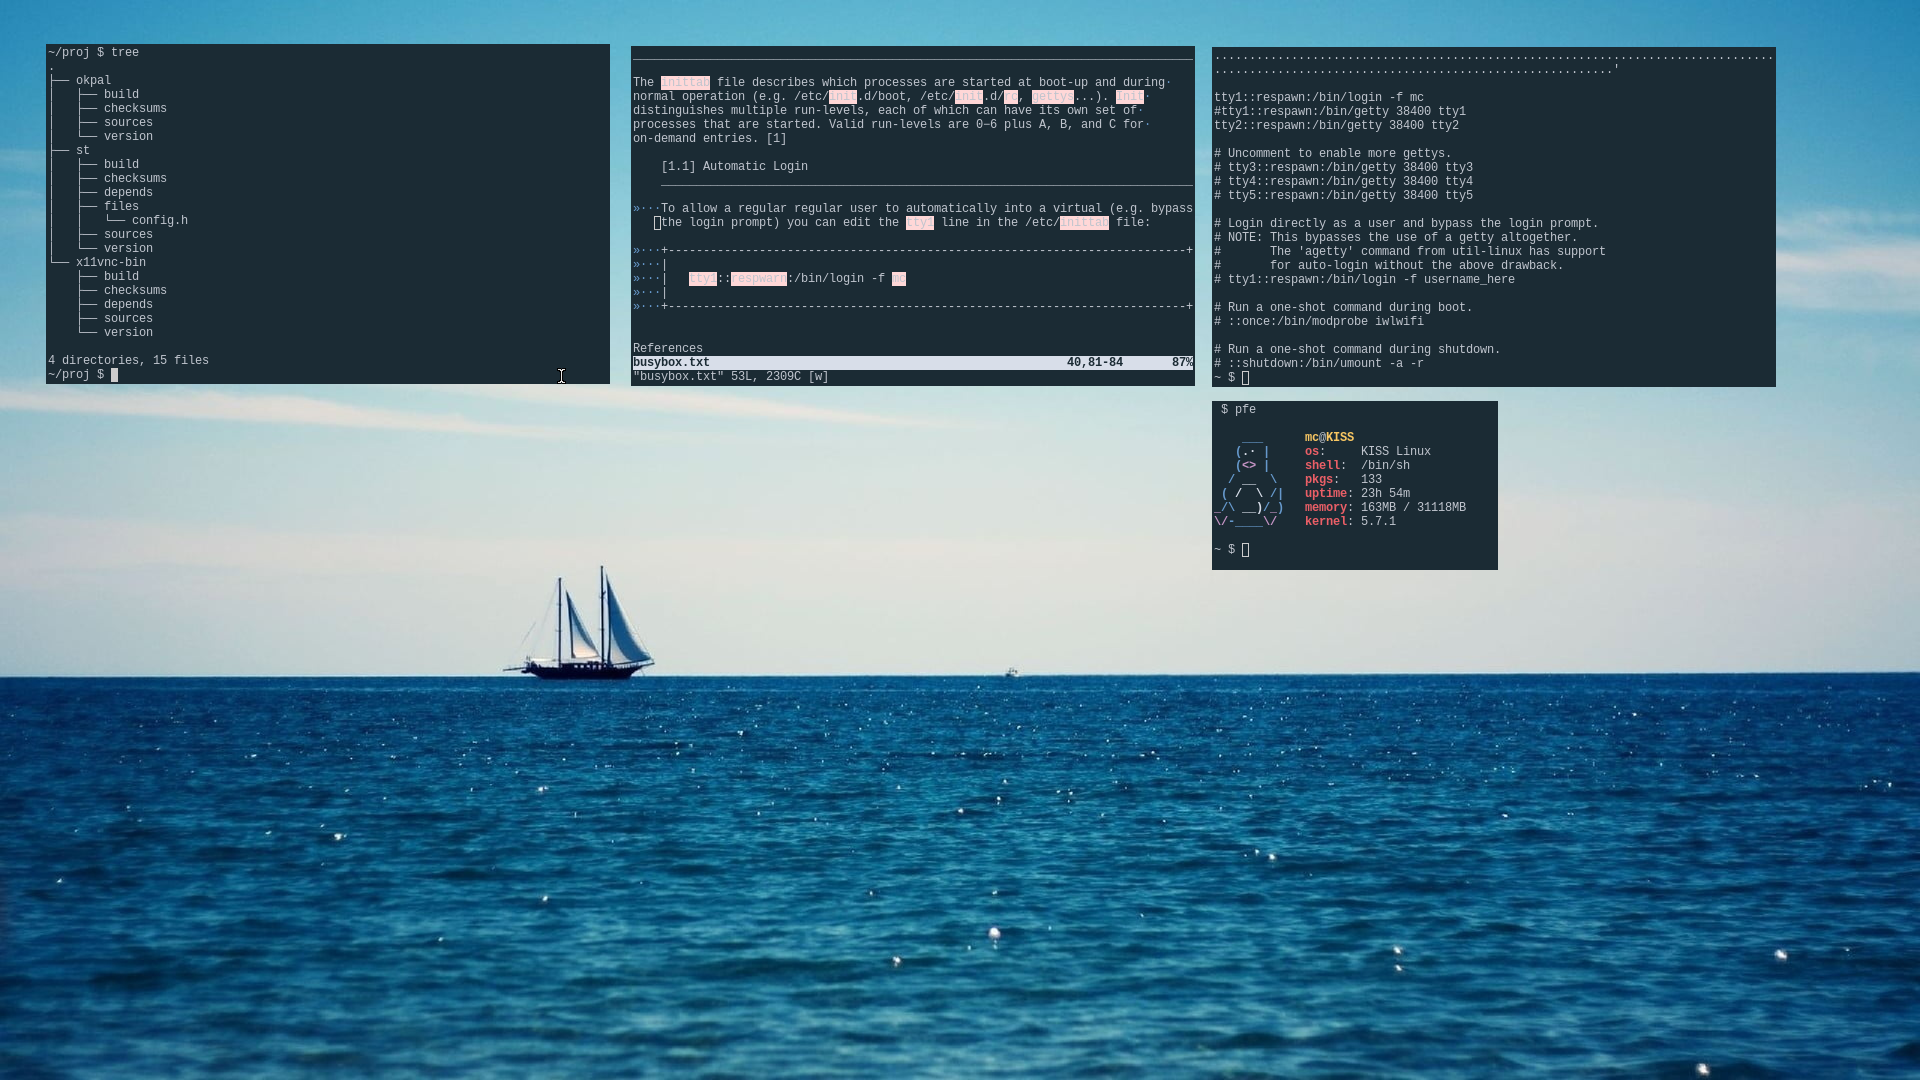 ~/proj $ tree
.
├── okpal
│   ├── build
│   ├── checksums
│   ├── sources
│   └── version
├── st
│   ├── build
│   ├── checksums
│   ├── depends
│   ├── files
│   │   └── config.h
│   ├── sources
│   └── version
└── x11vnc-bin
    ├── build
    ├── checksums
    ├── depends
    ├── sources
    └── version

4 directories, 15 files
~/proj $
The inittab file describes which processes are started at boot-up and during·
normal operation (e.g. /etc/init.d/boot, /etc/init.d/rc, gettys...). Init·
distinguishes multiple run-levels, each of which can have its own set of·
processes that are started. Valid run-levels are 0–6 plus A, B, and C for·
on-demand entries. [1]
[1.1] Automatic Login
»···To allow a regular regular user to automatically into a virtual (e.g. bypass
the login prompt) you can edit the tty1 line in the /etc/inittab file:
»···+--------------------------------------------------------------------------+
»···|
»···|   tty1::respwarn:/bin/login -f mc
»···|
»···+--------------------------------------------------------------------------+
References
busybox.txt 40,81-84 87%
"busybox.txt" 53L, 2309C [w]
................................................................................
.........................................................'
tty1::respawn:/bin/login -f mc
#tty1::respawn:/bin/getty 38400 tty1
tty2::respawn:/bin/getty 38400 tty2
# Uncomment to enable more gettys.
# tty3::respawn:/bin/getty 38400 tty3
# tty4::respawn:/bin/getty 38400 tty4
# tty5::respawn:/bin/getty 38400 tty5
# Login directly as a user and bypass the login prompt.
# NOTE: This bypasses the use of a getty altogether.
#       The 'agetty' command from util-linux has support
#       for auto-login without the above drawback.
# tty1::respawn:/bin/login -f username_here
# Run a one-shot command during boot.
# ::once:/bin/modprobe iwlwifi
# Run a one-shot command during shutdown.
# ::shutdown:/bin/umount -a -r
~ $
$ pfe
    ___      mc@KISS
   (.· |     os:     KISS Linux
   (<> |     shell:  /bin/sh
  / __  \    pkgs:   133
 ( /  \ /|   uptime: 23h 54m
_/\ __)/_)   memory: 163MB / 31118MB
\/-____\/    kernel: 5.7.1
~ $